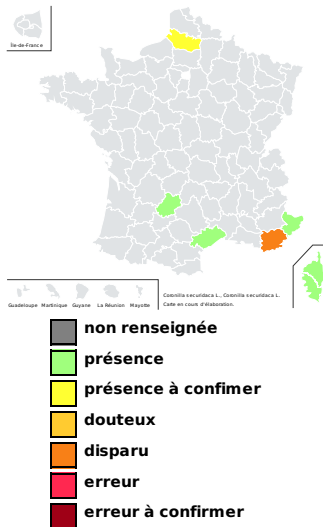 Île-de-France
Guadeloupe Martinique Guyane La Réunion Mayotte
Coronilla securidaca L., Coronilla securidaca L.
Carte en cours d'élaboration.
non renseignée
présence
présence à confimer
douteux
disparu
erreur
erreur à confirmer